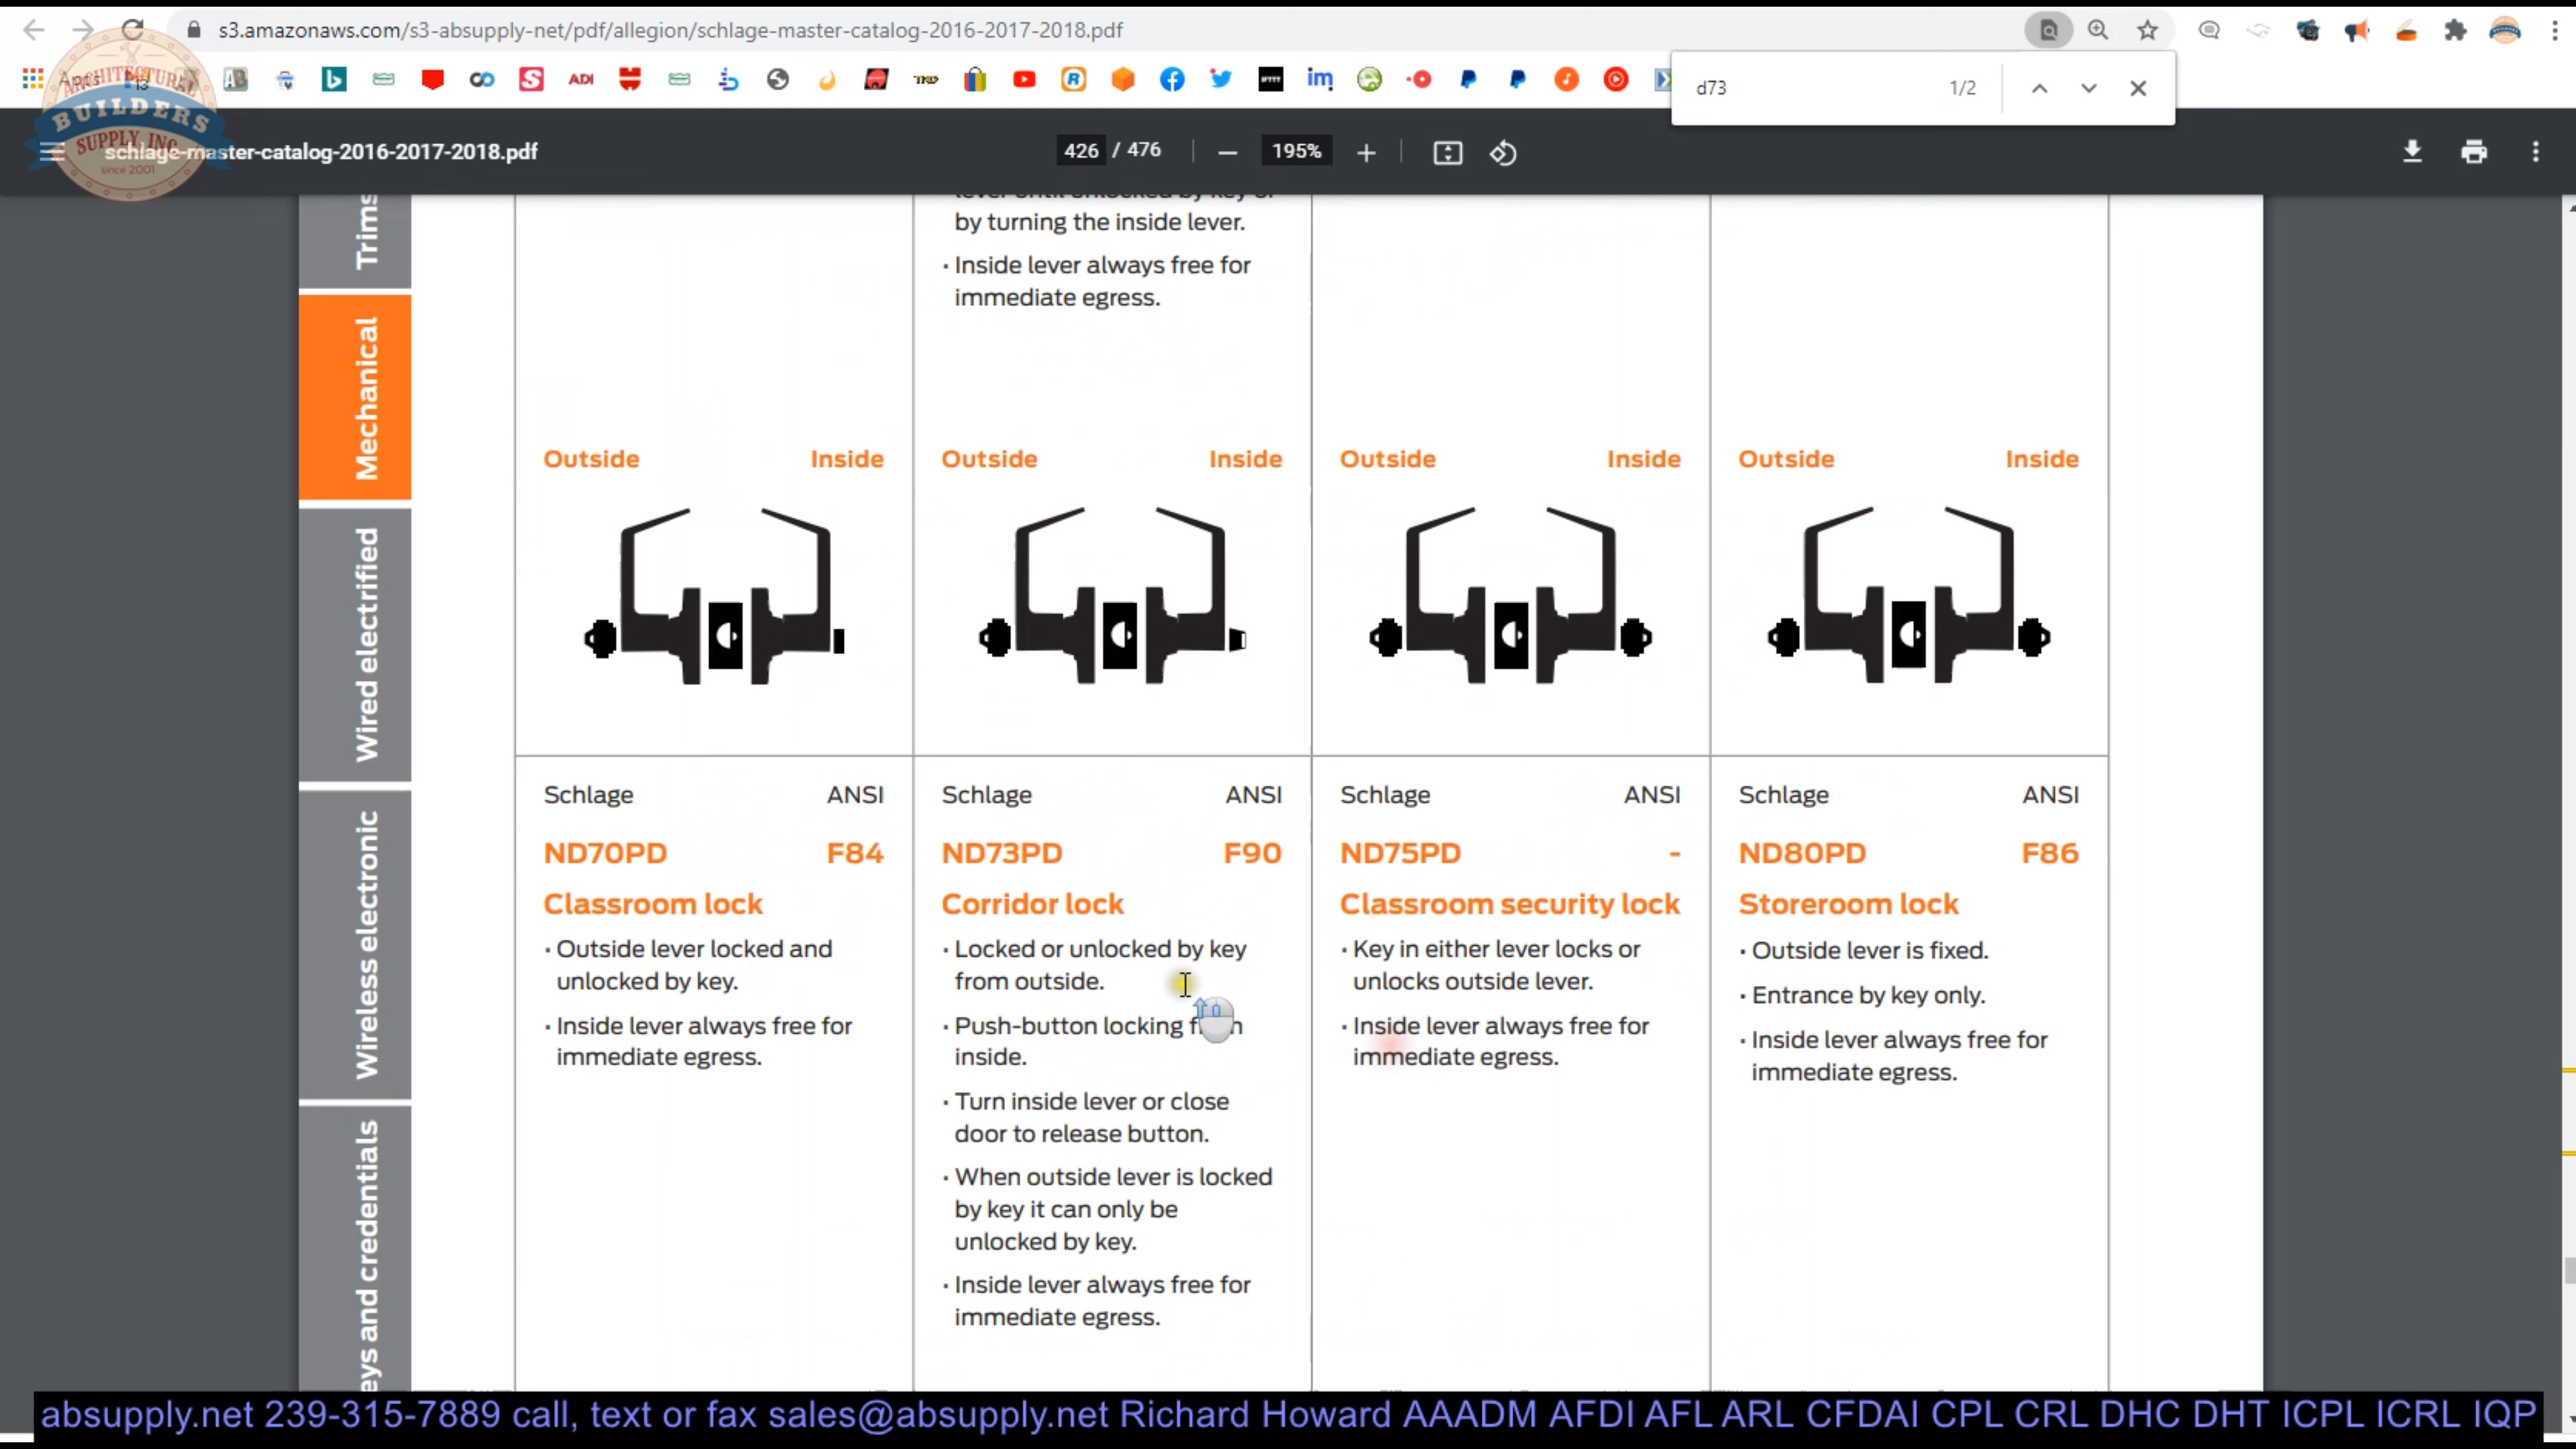 s3.amazonaws.com/s3-absupply-net/pdf/allegion/schlage-master-catalog-2016-2017-2018.pdf
d73
1/2
ARCHITECTURAL
BUILDERS
SUPPLY, INC.
since 2001
schlage-master-catalog-2016-2017-2018.pdf
426 / 476
195%
Trims
Mechanical
Wired electrified
Wireless electronic
eys and credentials
by turning the inside lever.
· Inside lever always free for
immediate egress.
Outside Inside
Outside Inside
Outside Inside
Outside Inside
Schlage ANSI
ND70PD F84
Classroom lock
· Outside lever locked and
unlocked by key.
· Inside lever always free for
immediate egress.
Schlage ANSI
ND73PD F90
Corridor lock
· Locked or unlocked by key
from outside.
· Push-button locking
inside.
· Turn inside lever or close
door to release button.
· When outside lever is locked
by key it can only be
unlocked by key.
· Inside lever always free for
immediate egress.
Schlage ANSI
ND75PD -
Classroom security lock
· Key in either lever locks or
unlocks outside lever.
· Inside lever always free for
immediate egress.
Schlage ANSI
ND80PD F86
Storeroom lock
· Outside lever is fixed.
· Entrance by key only.
· Inside lever always free for
immediate egress.
absupply.net 239-315-7889 call, text or fax sales@absupply.net Richard Howard AAADM AFDI AFL ARL CFDAI CPL CRL DHC DHT ICPL ICRL IQP